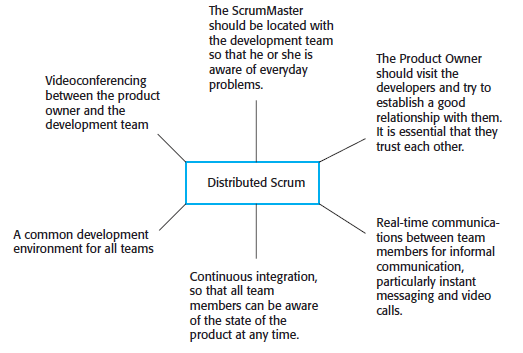 The ScrumMaster
should be located with
the development team
so that he or she is
aware of everyday
problems.
The Product Owner
should visit the
developers and try to
establish a good
relationship with them.
It is essential that they
trust each other.
Videoconferencing
between the product
owner and the
development team
Distributed Scrum
A common development
environment for all teams
Real-time communica-
tions between team
members for informal
communication,
particularly instant
messaging and video
calls.
Continuous integration,
so that all team
members can be aware
of the state of the
product at any time.